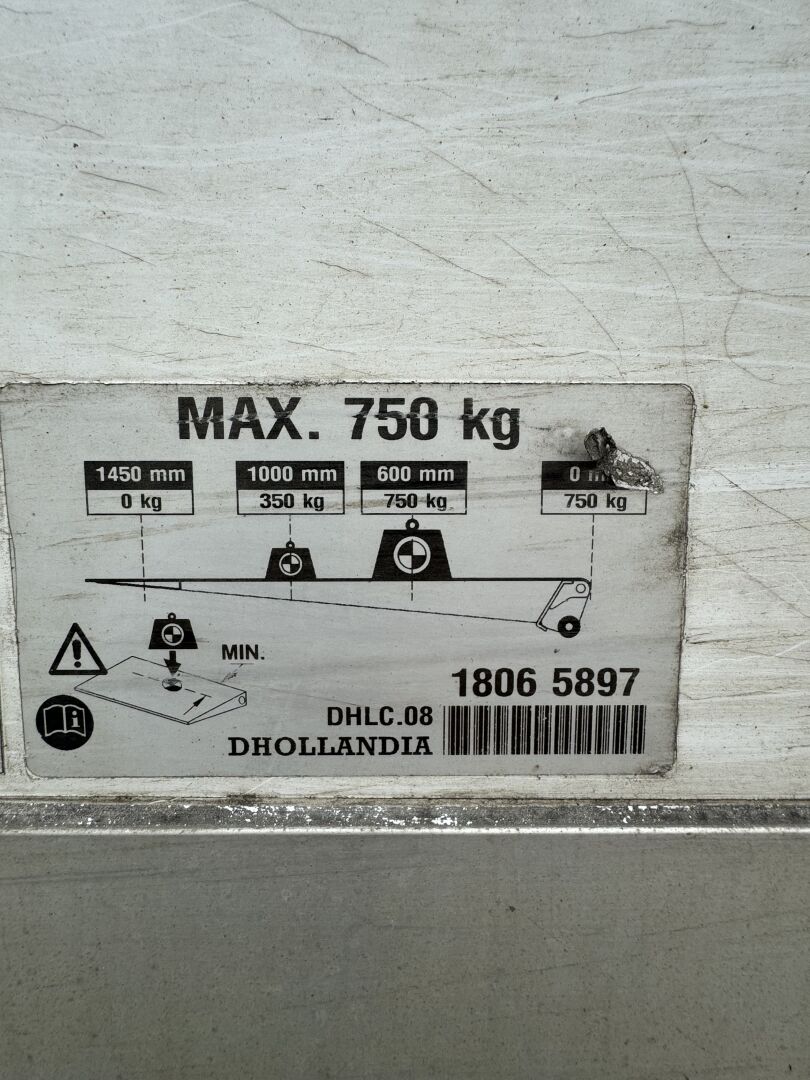 MAX. 750 kg
1450 mm 1000 mm 600 mm 0
0 kg 350 kg 750 kg 750 kg
MIN.
1806 5897
DHLC.08
DHOLLANDIA